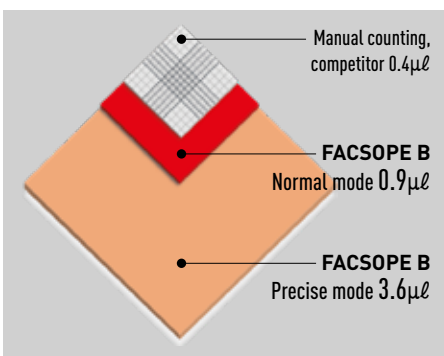 Manual counting,
competitor 0.4μℓ
FACSOPE B
Normal mode 0.9μℓ
FACSOPE B
Precise mode 3.6μℓ